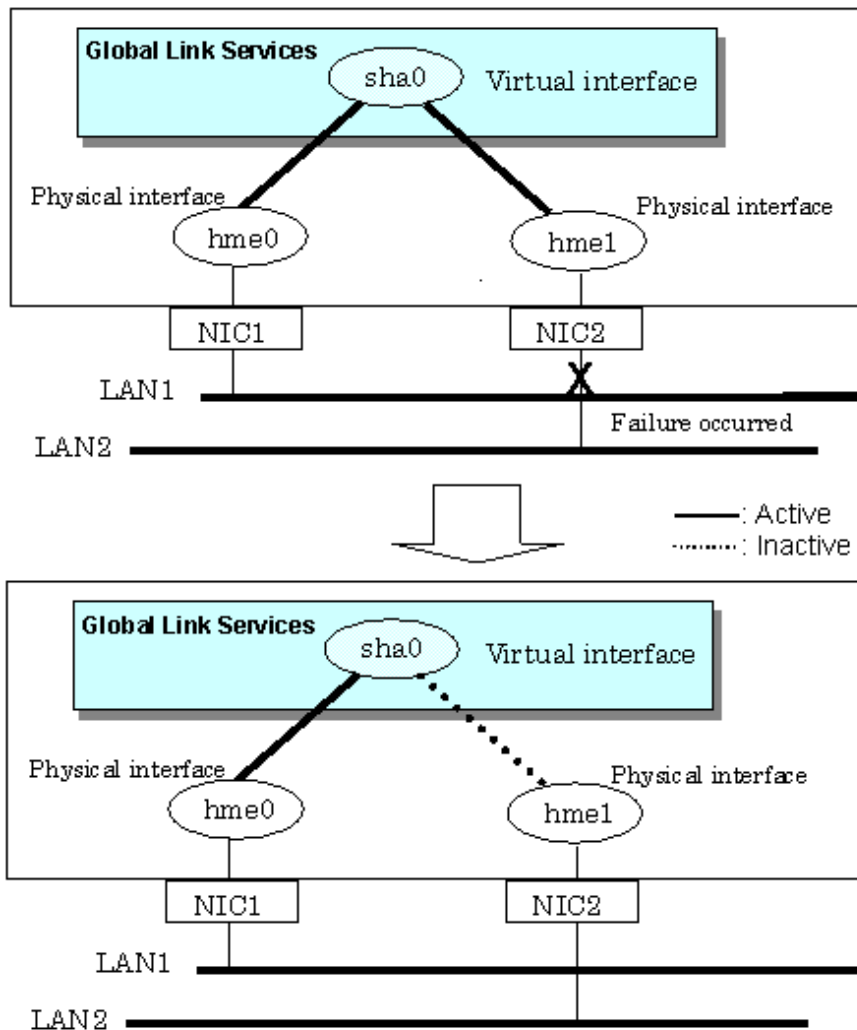 Global Link Services
sha0
Virtual interface
Physical interface
Physical interface
hme0
hme1
NIC1
NIC2
X
LAN1
Failure occurred
LAN2
: Active
: Inactive
Global Link Services
sha0
Virtual interface
Physical interface
Physical interface
hme0
hme1
NIC1
NIC2
LAN1
LAN2